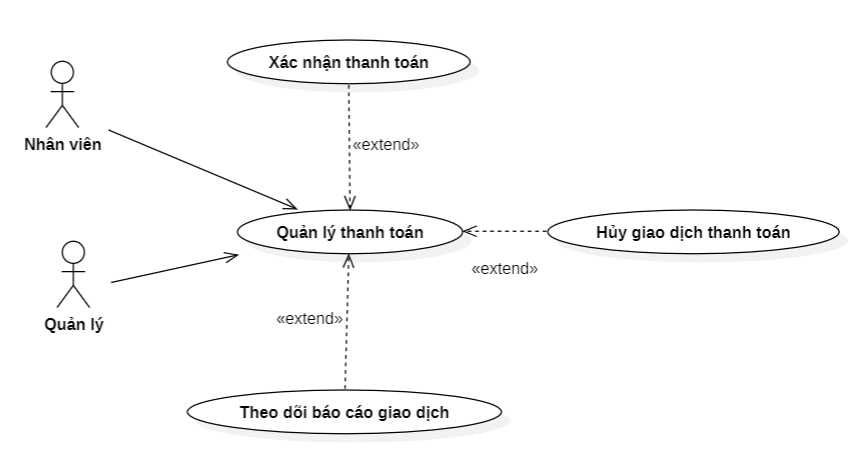 Xác nhận thanh toán
Nhân viên
«extend»
Quản lý thanh toán
Hủy giao dịch thanh toán
«extend»
Quản lý
«extend»
Theo dõi báo cáo giao dịch